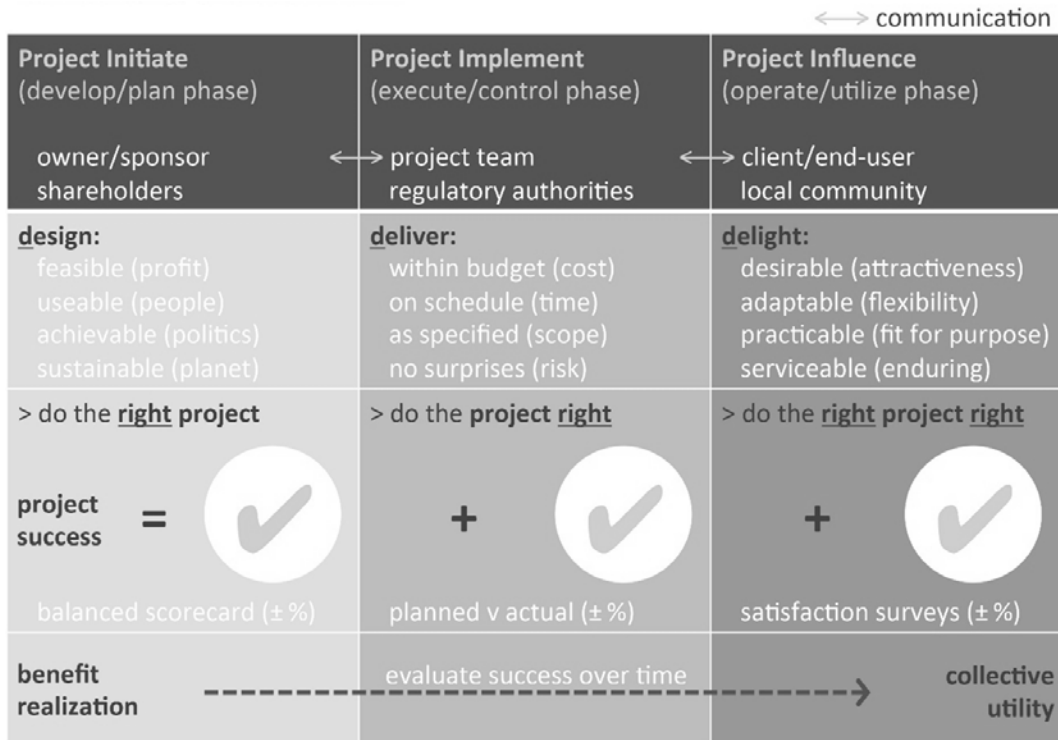 communication
Project Initiate
(develop/plan phase)
owner/sponsor
shareholders
Project Implement
(execute/control phase)
project team
regulatory authorities
Project Influence
(operate/utilize phase)
client/end-user
local community
design:
feasible (profit)
useable (people)
achievable (politics)
sustainable (planet)
deliver:
within budget (cost)
on schedule (time)
as specified (scope)
no surprises (risk)
delight:
desirable (attractiveness)
adaptable (flexibility)
practicable (fit for purpose)
serviceable (enduring)
> do the right project
> do the project right
> do the right project right
project
success
=
+
+
balanced scorecard (± %)
planned v actual (± %)
satisfaction surveys (± %)
benefit
realization
evaluate success over time
collective
utility